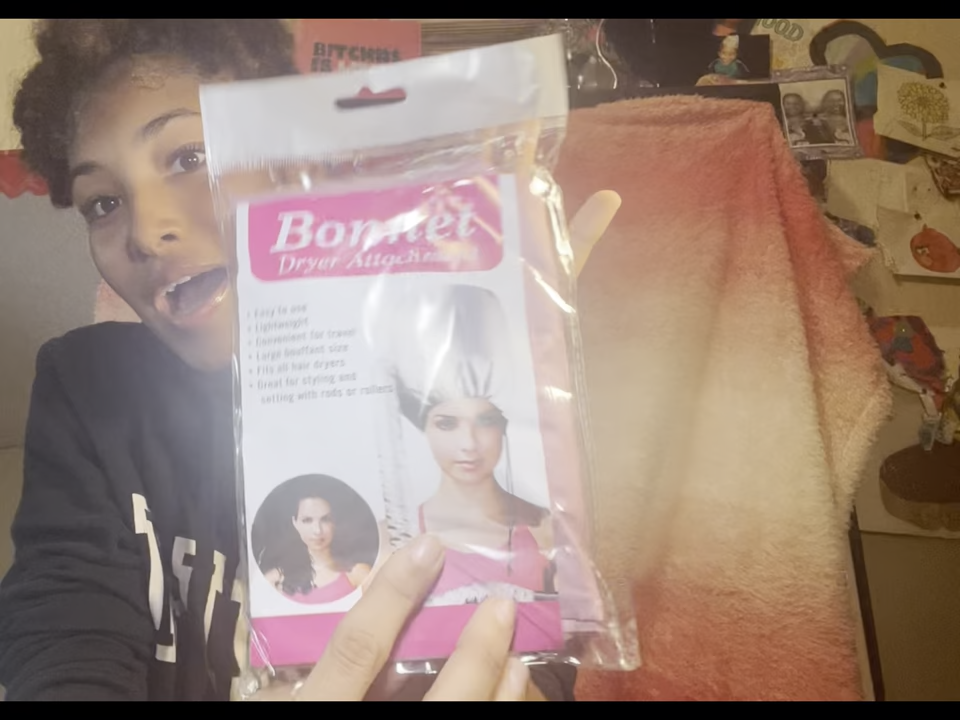 BITCHES
Bonnet
Dryer Attachment
• Easy to use
• Lightweight
• Convenient for travel
• Large bouffant size
• Fits all hair dryers
• Great for styling and
setting with rods or rollers